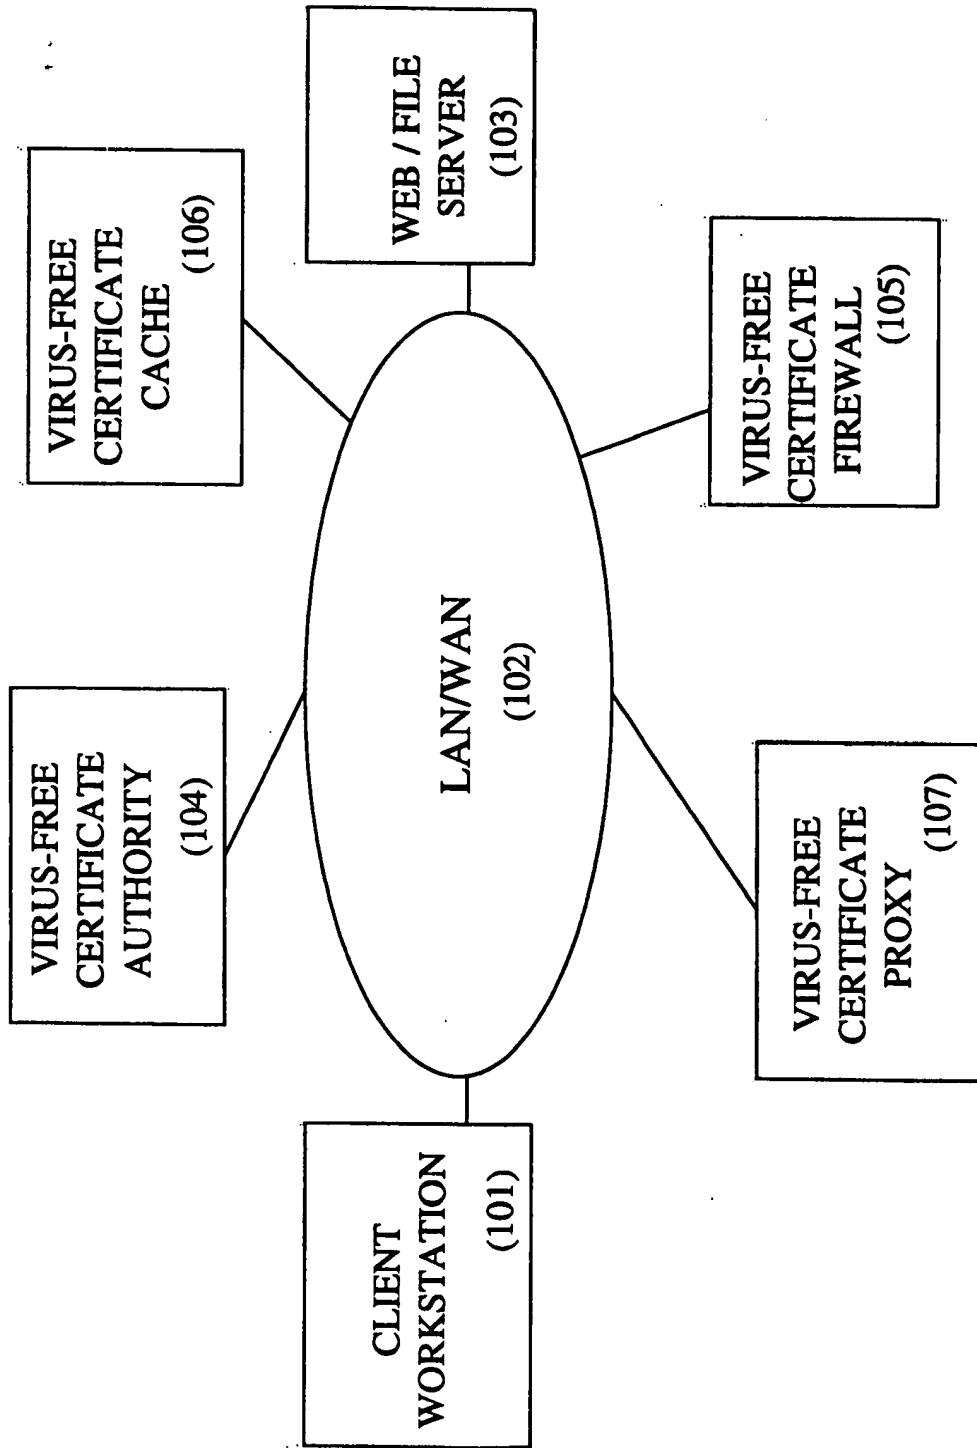 VIRUS-FREE
CERTIFICATE
AUTHORITY
(104)
VIRUS-FREE
CERTIFICATE
CACHE
(106)
CLIENT
WORKSTATION
(101)
LAN/WAN
(102)
WEB / FILE
SERVER
(103)
VIRUS-FREE
CERTIFICATE
PROXY
(107)
VIRUS-FREE
CERTIFICATE
FIREWALL
(105)